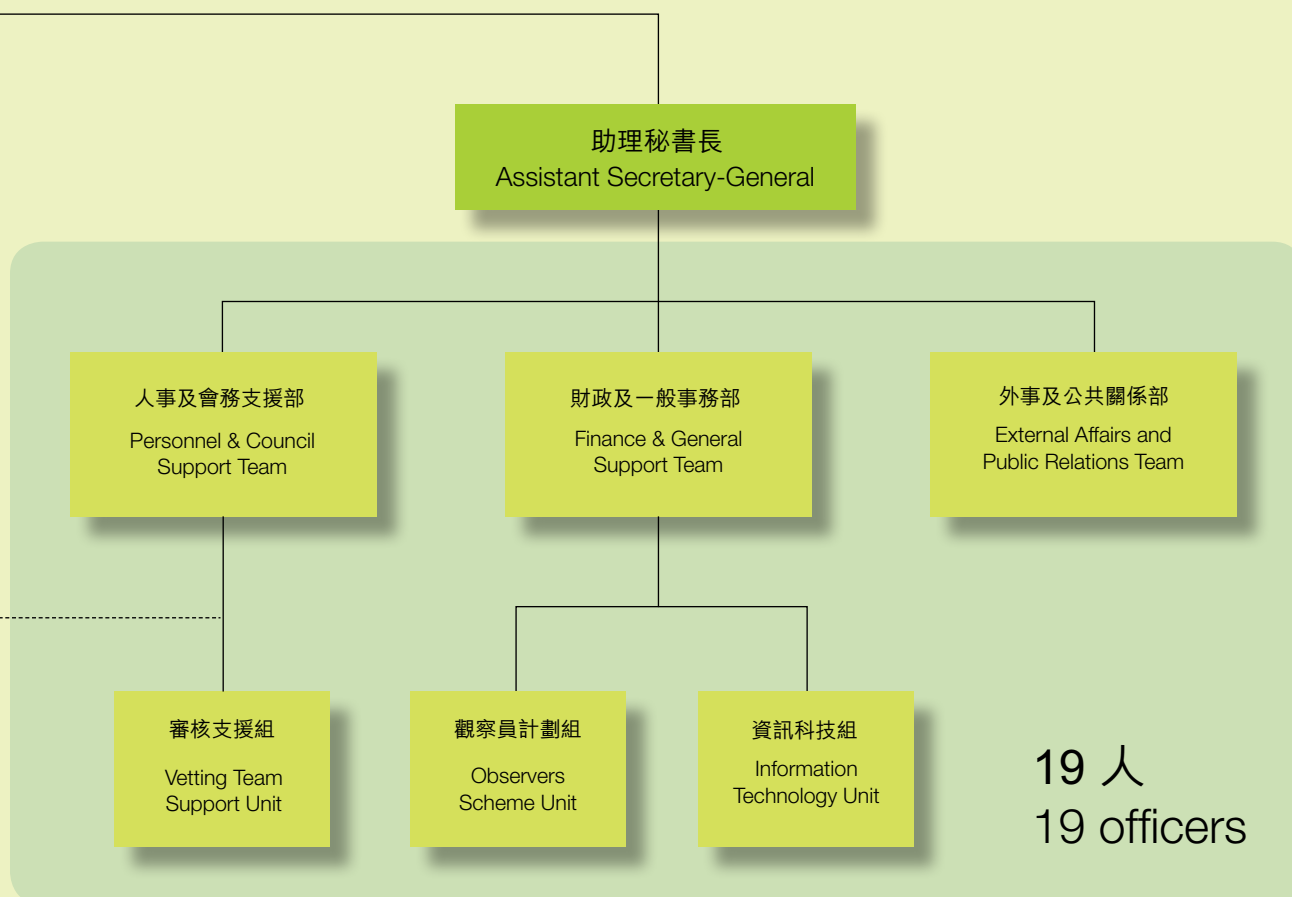 助理秘書長
Assistant Secretary-General
人事及會務支援部
Personnel & Council
Support Team
財政及一般事務部
Finance & General
Support Team
外事及公共關係部
External Affairs and
Public Relations Team
審核支援組
Vetting Team
Support Unit
觀察員計劃組
Observers
Scheme Unit
資訊科技組
Information
Technology Unit
19 人
19 officers